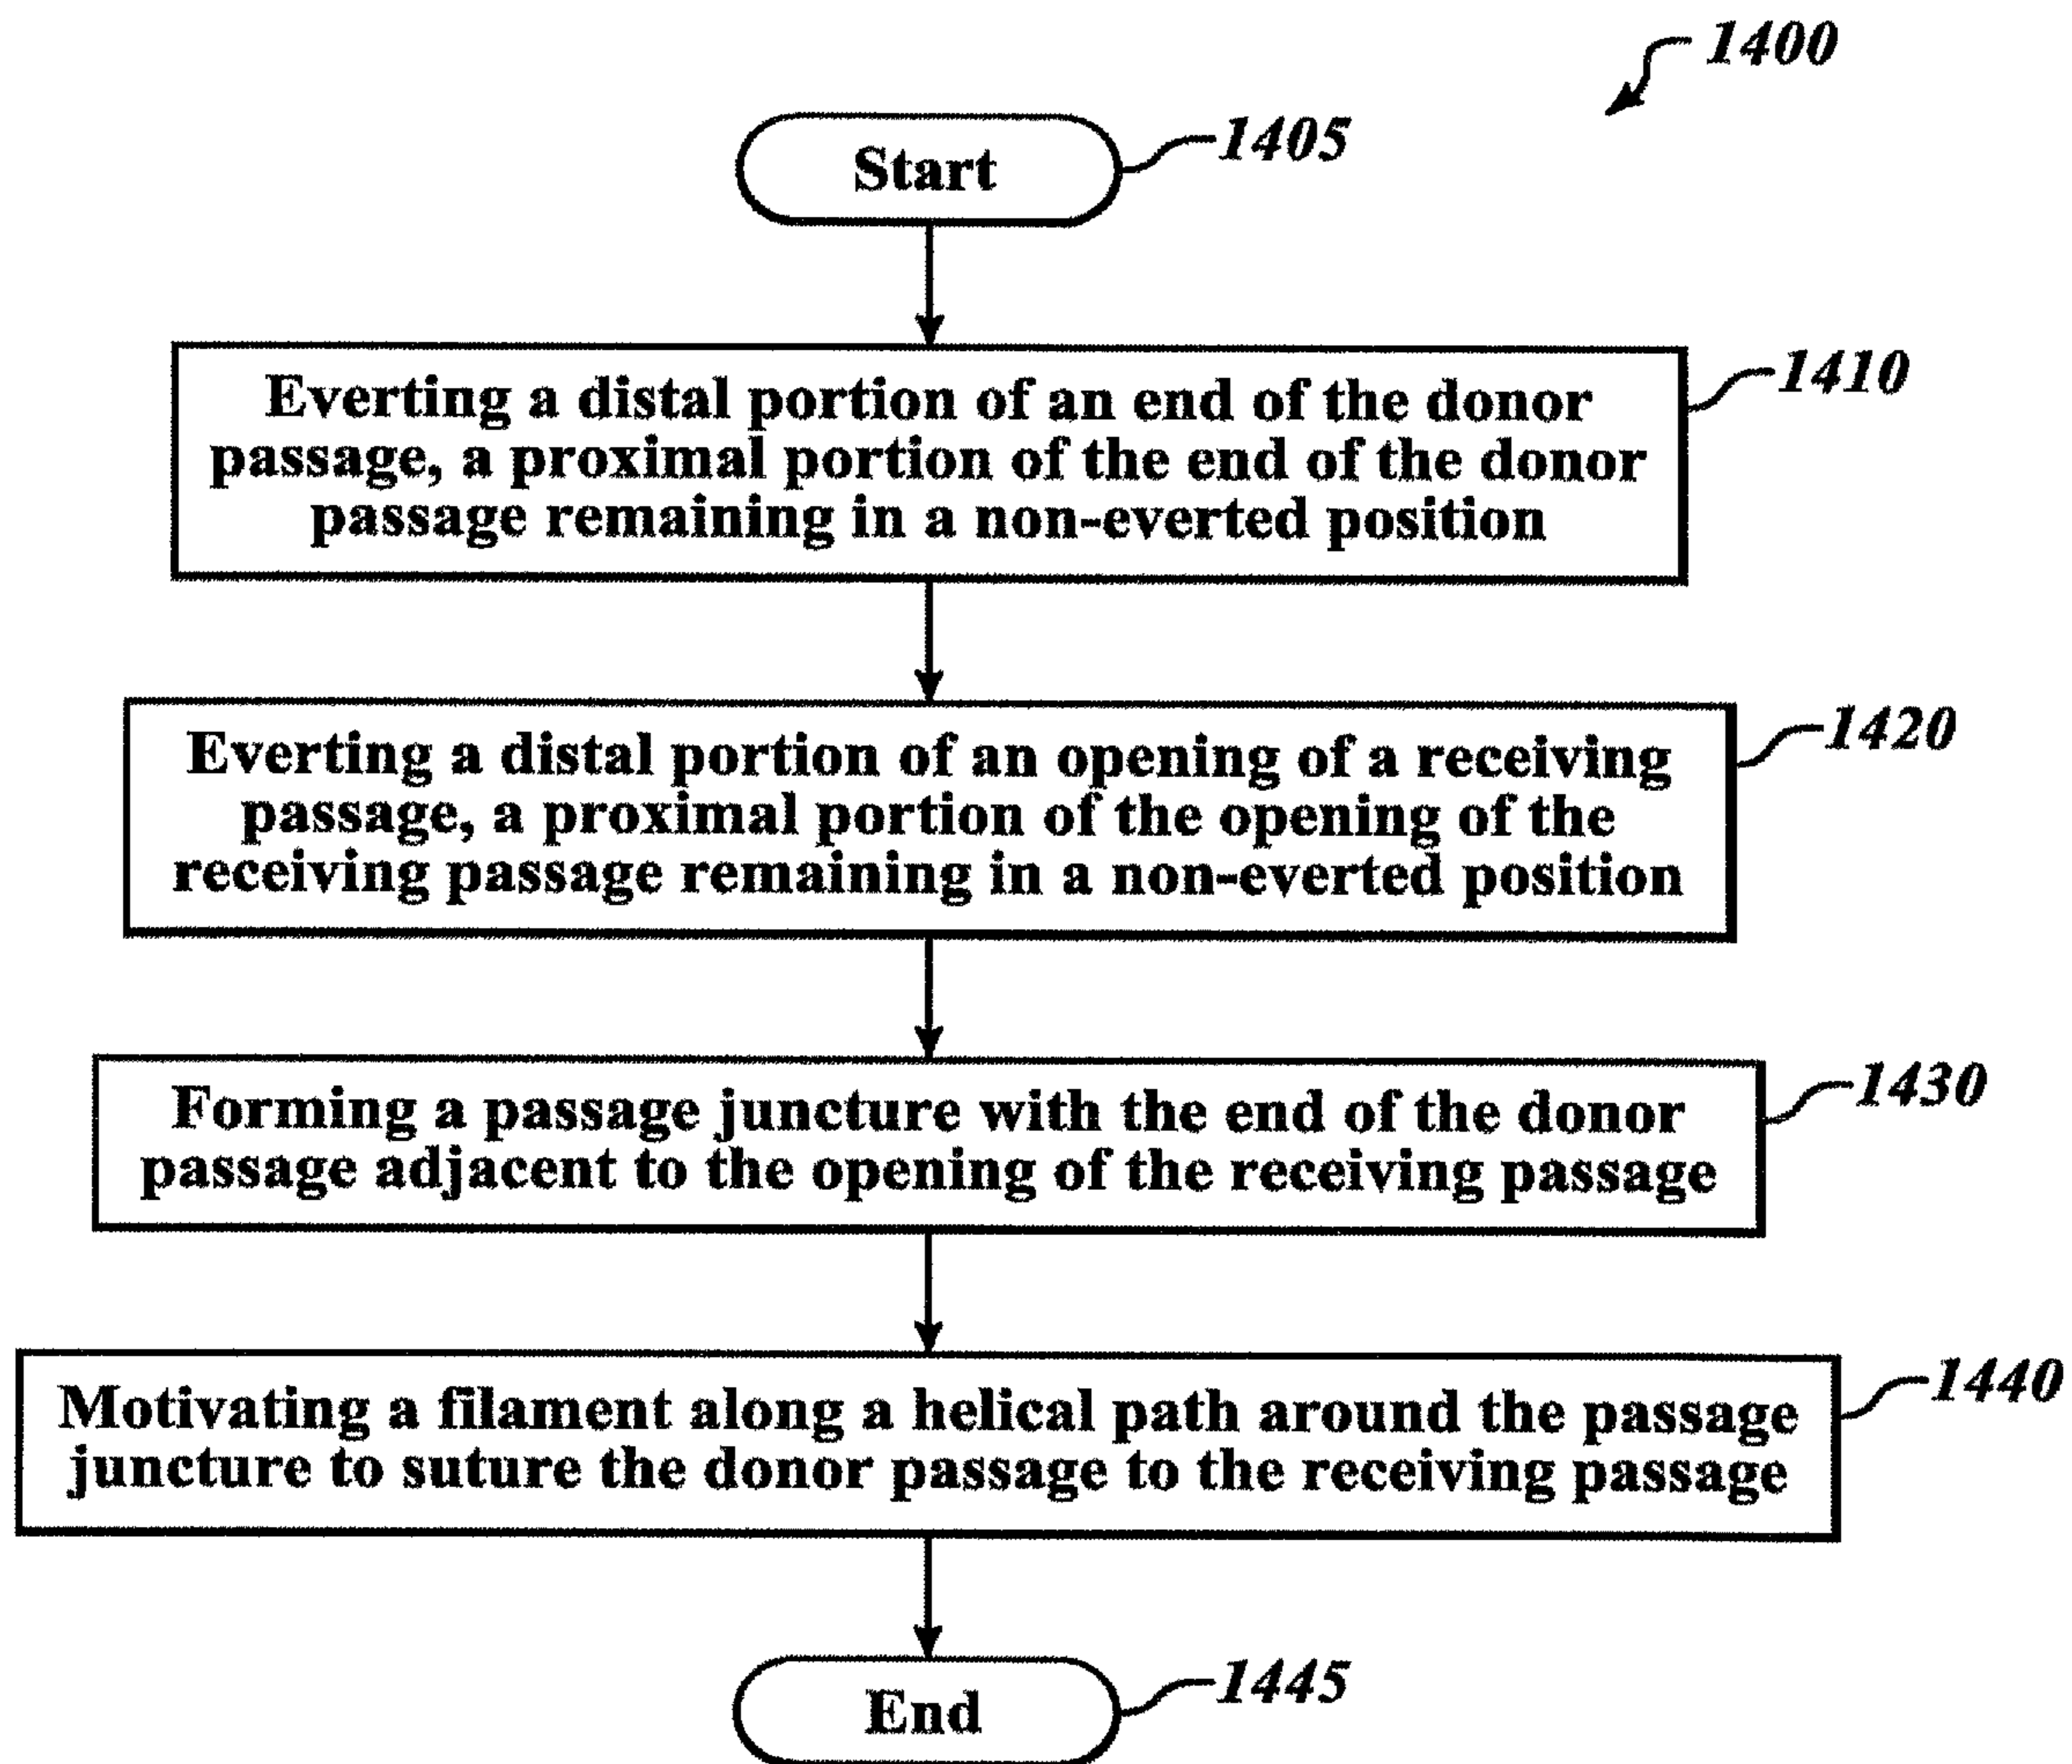 1400
Start
1405
Everting a distal portion of an end of the donor
passage, a proximal portion of the end of the donor
passage remaining in a non-everted position
1410
Everting a distal portion of an opening of a receiving
passage, a proximal portion of the opening of the
receiving passage remaining in a non-everted position
1420
Forming a passage juncture with the end of the donor
passage adjacent to the opening of the receiving passage
1430
Motivating a filament along a helical path around the passage
juncture to suture the donor passage to the receiving passage
1440
End
1445